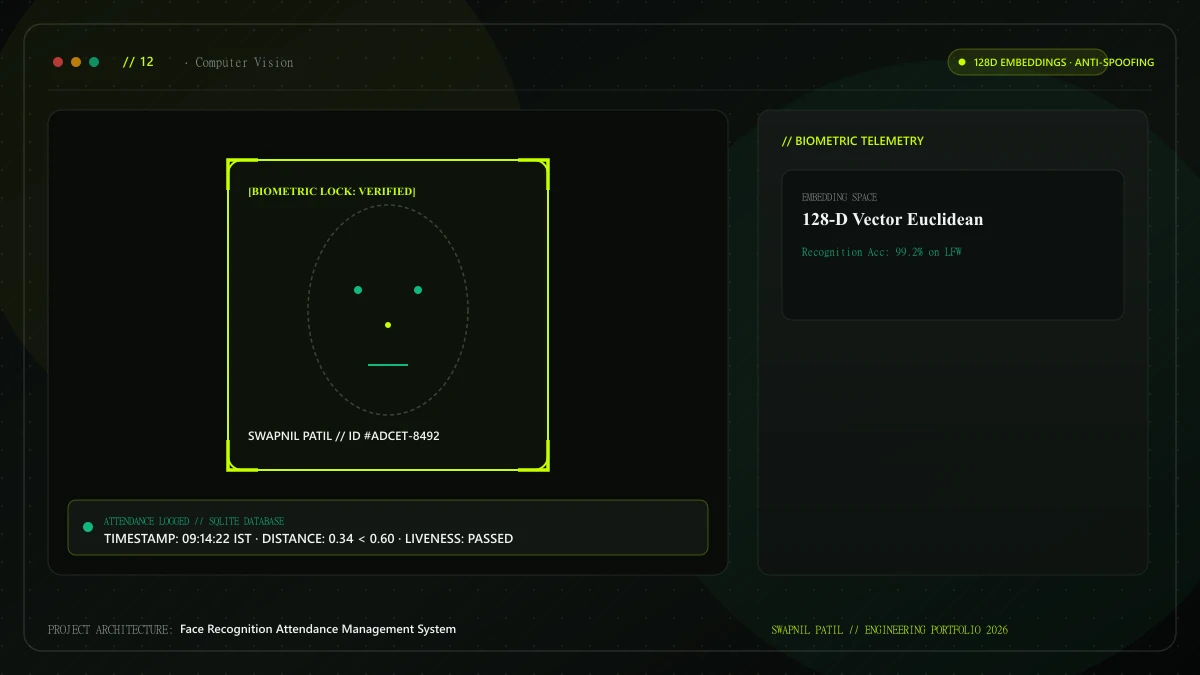 // 12 · Computer Vision
128D EMBEDDINGS · ANTI-SPOOFING
[BIOMETRIC LOCK: VERIFIED]
SWAPNIL PATIL // ID #ADCET-8492
ATTENDANCE LOGGED // SQLITE DATABASE
TIMESTAMP: 09:14:22 IST · DISTANCE: 0.34 < 0.60 · LIVENESS: PASSED
// BIOMETRIC TELEMETRY
EMBEDDING SPACE
128-D Vector Euclidean
Recognition Acc: 99.2% on LFW
PROJECT ARCHITECTURE: Face Recognition Attendance Management System
SWAPNIL PATIL // ENGINEERING PORTFOLIO 2026